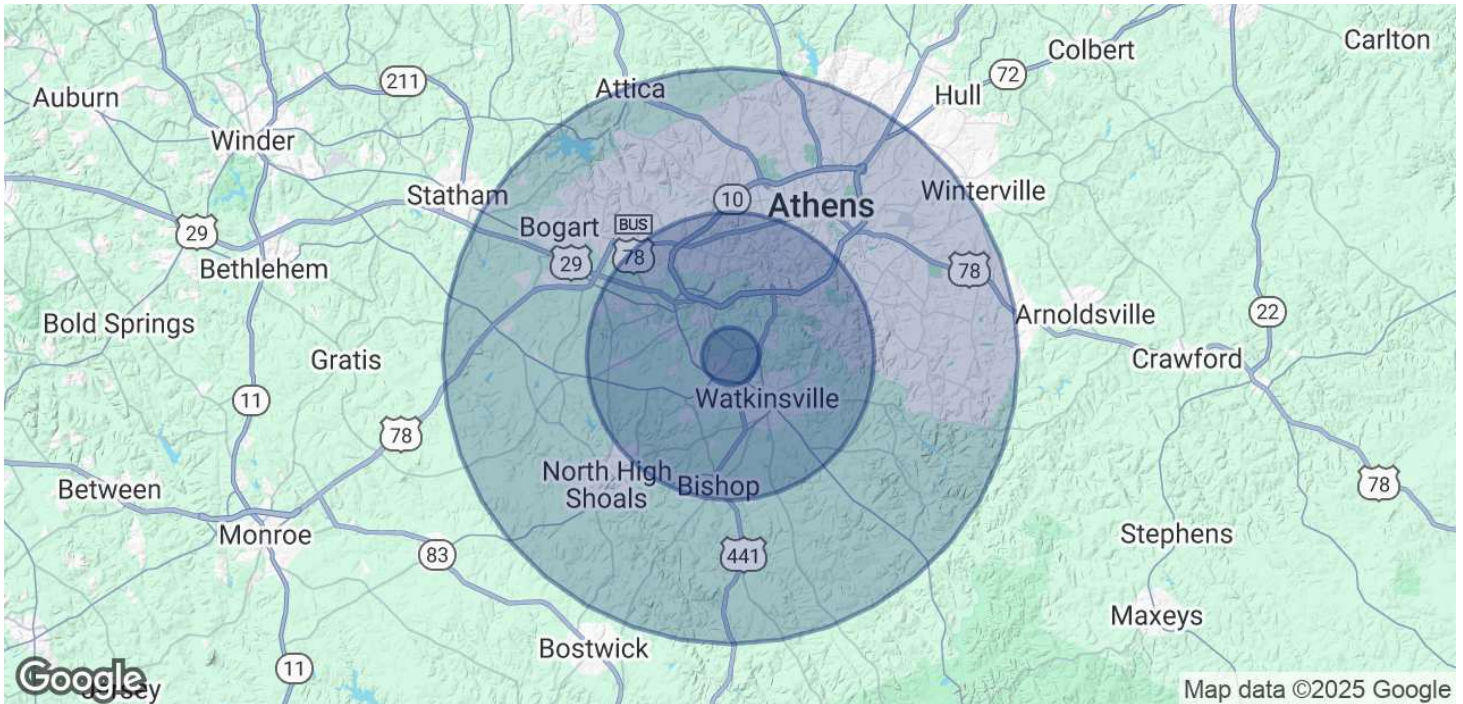 Carlton
Colbert
72
211
Attica
Hull
Auburn
Winder
Statham
10
Athens
Winterville
Bogart
BUS
78
29
29
78
Bethlehem
Bold Springs
Gratis
Arnoldsville
22
Crawford
11
Watkinsville
78
North High
Shoals
Bishop
Between
78
Monroe
83
441
Stephens
Maxeys
Bostwick
11
Google
Jersey
Map data ©2025 Google